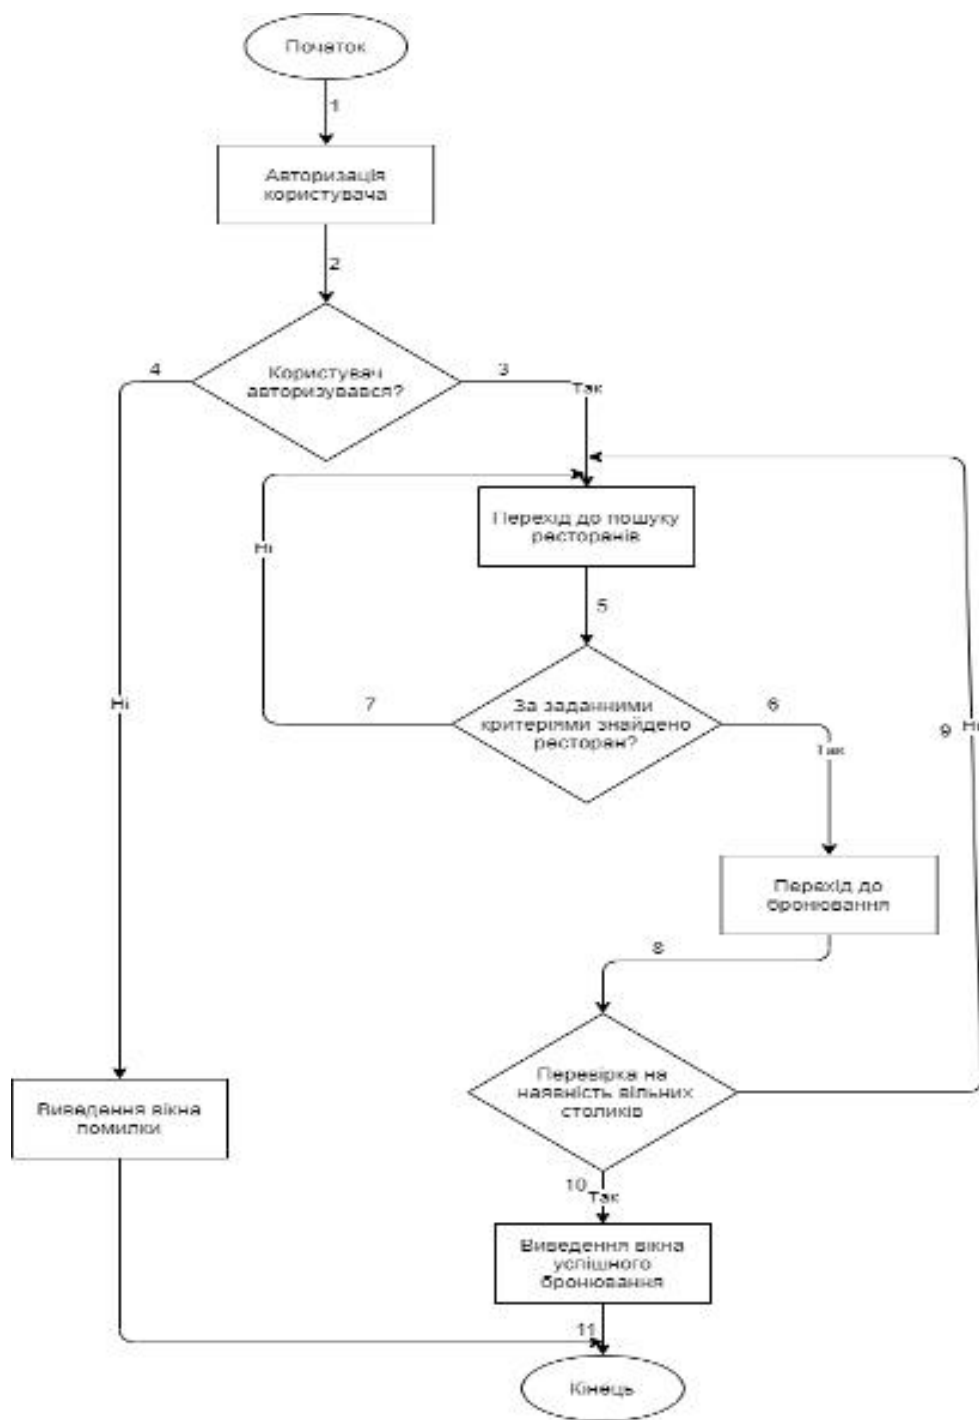 Початок
1
Авторизація
користувача
2
4
Користувач
авторизувався?
3
Так
Ні
Перехід до пошуку
ресторанів
5
7
За заданними
критеріями знайдено
ресторан?
6
Ні
9
Ні
Так
Перехід до
бронювання
8
Перевірка на
наявність вільних
столиків
Виведення вікна
помилки
10
Так
Виведення вікна
успішного
бронювання
11
Кінець